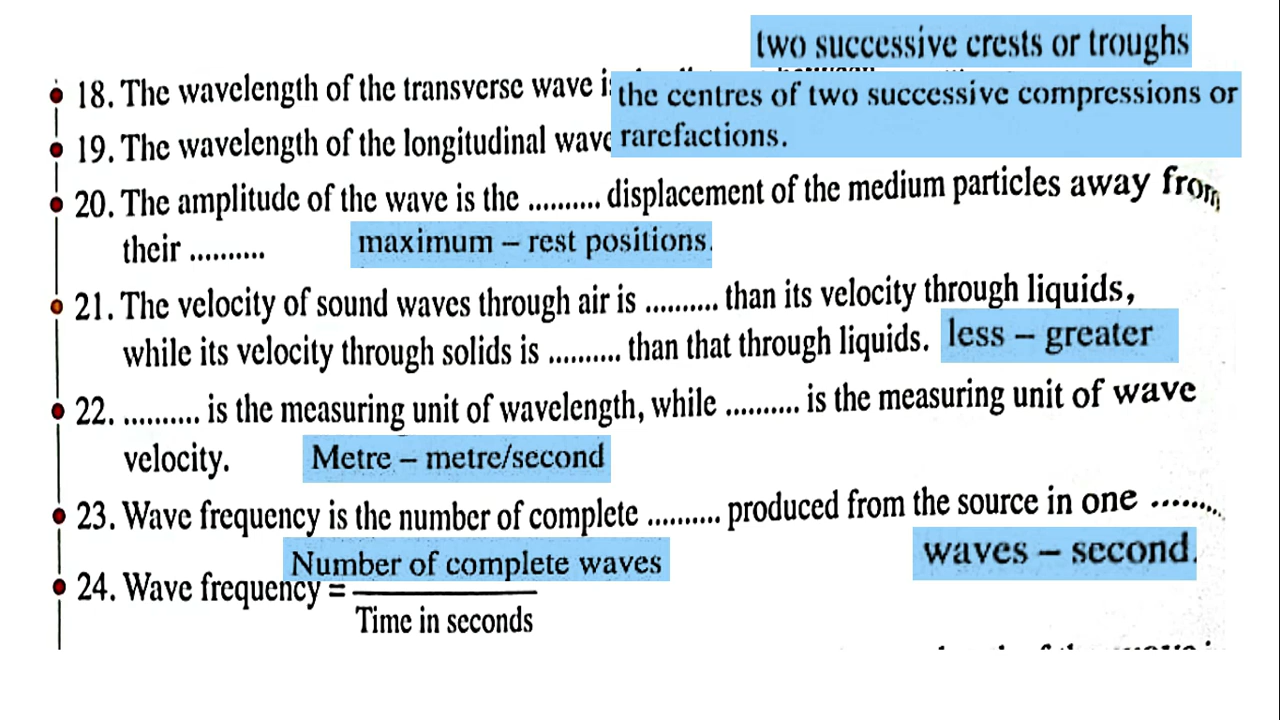 two successive crests or troughs
18. The wavelength of the transverse wave
the centres of two successive compressions or
19. The wavelength of the longitudinal wave
rarefactions.
20. The amplitude of the wave is the .......... displacement of the medium particles away from
their .......... maximum – rest positions.
21. The velocity of sound waves through air is .......... than its velocity through liquids,
while its velocity through solids is .......... than that through liquids. less – greater
22. .......... is the measuring unit of wavelength, while .......... is the measuring unit of wave
velocity. Metre – metre/second
23. Wave frequency is the number of complete .......... produced from the source in one ..........
waves – second.
Number of complete waves
24. Wave frequency =
Time in seconds